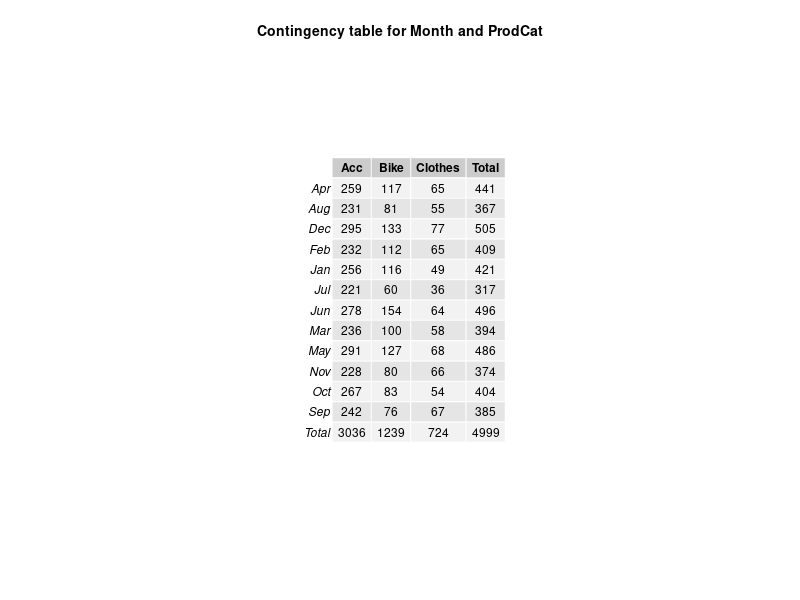 Contingency table for Month and ProdCat
Acc Bike Clothes Total
Apr 259 117 65 441
Aug 231 81 55 367
Dec 295 133 77 505
Feb 232 112 65 409
Jan 256 116 49 421
Jul 221 60 36 317
Jun 278 154 64 496
Mar 236 100 58 394
May 291 127 68 486
Nov 228 80 66 374
Oct 267 83 54 404
Sep 242 76 67 385
Total 3036 1239 724 4999